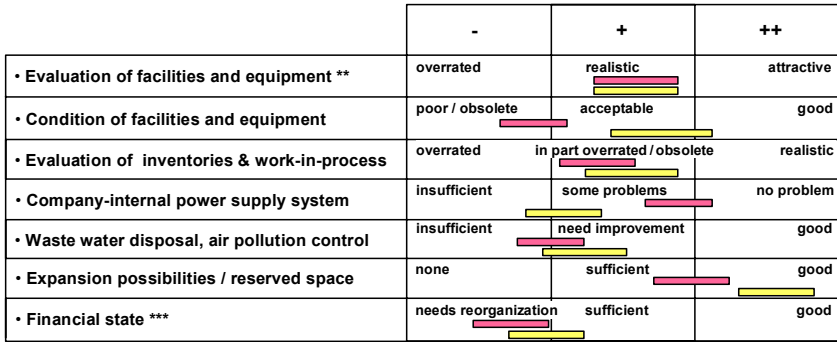 - + ++
• Evaluation of facilities and equipment ** overrated realistic attractive
• Condition of facilities and equipment poor / obsolete acceptable good
• Evaluation of inventories & work-in-process overrated in part overrated / obsolete realistic
• Company-internal power supply system insufficient some problems no problem
• Waste water disposal, air pollution control insufficient need improvement good
• Expansion possibilities / reserved space none sufficient good
• Financial state *** needs reorganization sufficient good